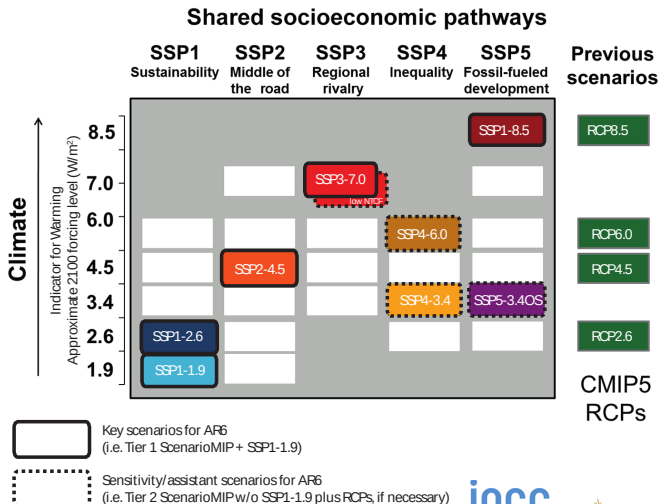 Shared socioeconomic pathways
SSP1 SSP2 SSP3 SSP4 SSP5
Sustainability Middle of the road Regional rivalry Inequality Fossil-fueled development
Previous scenarios
Climate
Indicator for Warming
Approximate 2100 forcing level (W/m²)
8.5 SSP1-8.5 RCP8.5
7.0 SSP3-7.0
low NTCF
6.0 SSP4-6.0 RCP6.0
4.5 SSP2-4.5 RCP4.5
3.4 SSP4-3.4 SSP5-3.4OS
2.6 SSP1-2.6 RCP2.6
1.9 SSP1-1.9
CMIP5
RCPs
Key scenarios for AR6
(i.e. Tier 1 ScenarioMIP + SSP1-1.9)
Sensitivity/assistant scenarios for AR6
(i.e. Tier 2 ScenarioMIP w/o SSP1-1.9 plus RCPs, if necessary)
ipcc